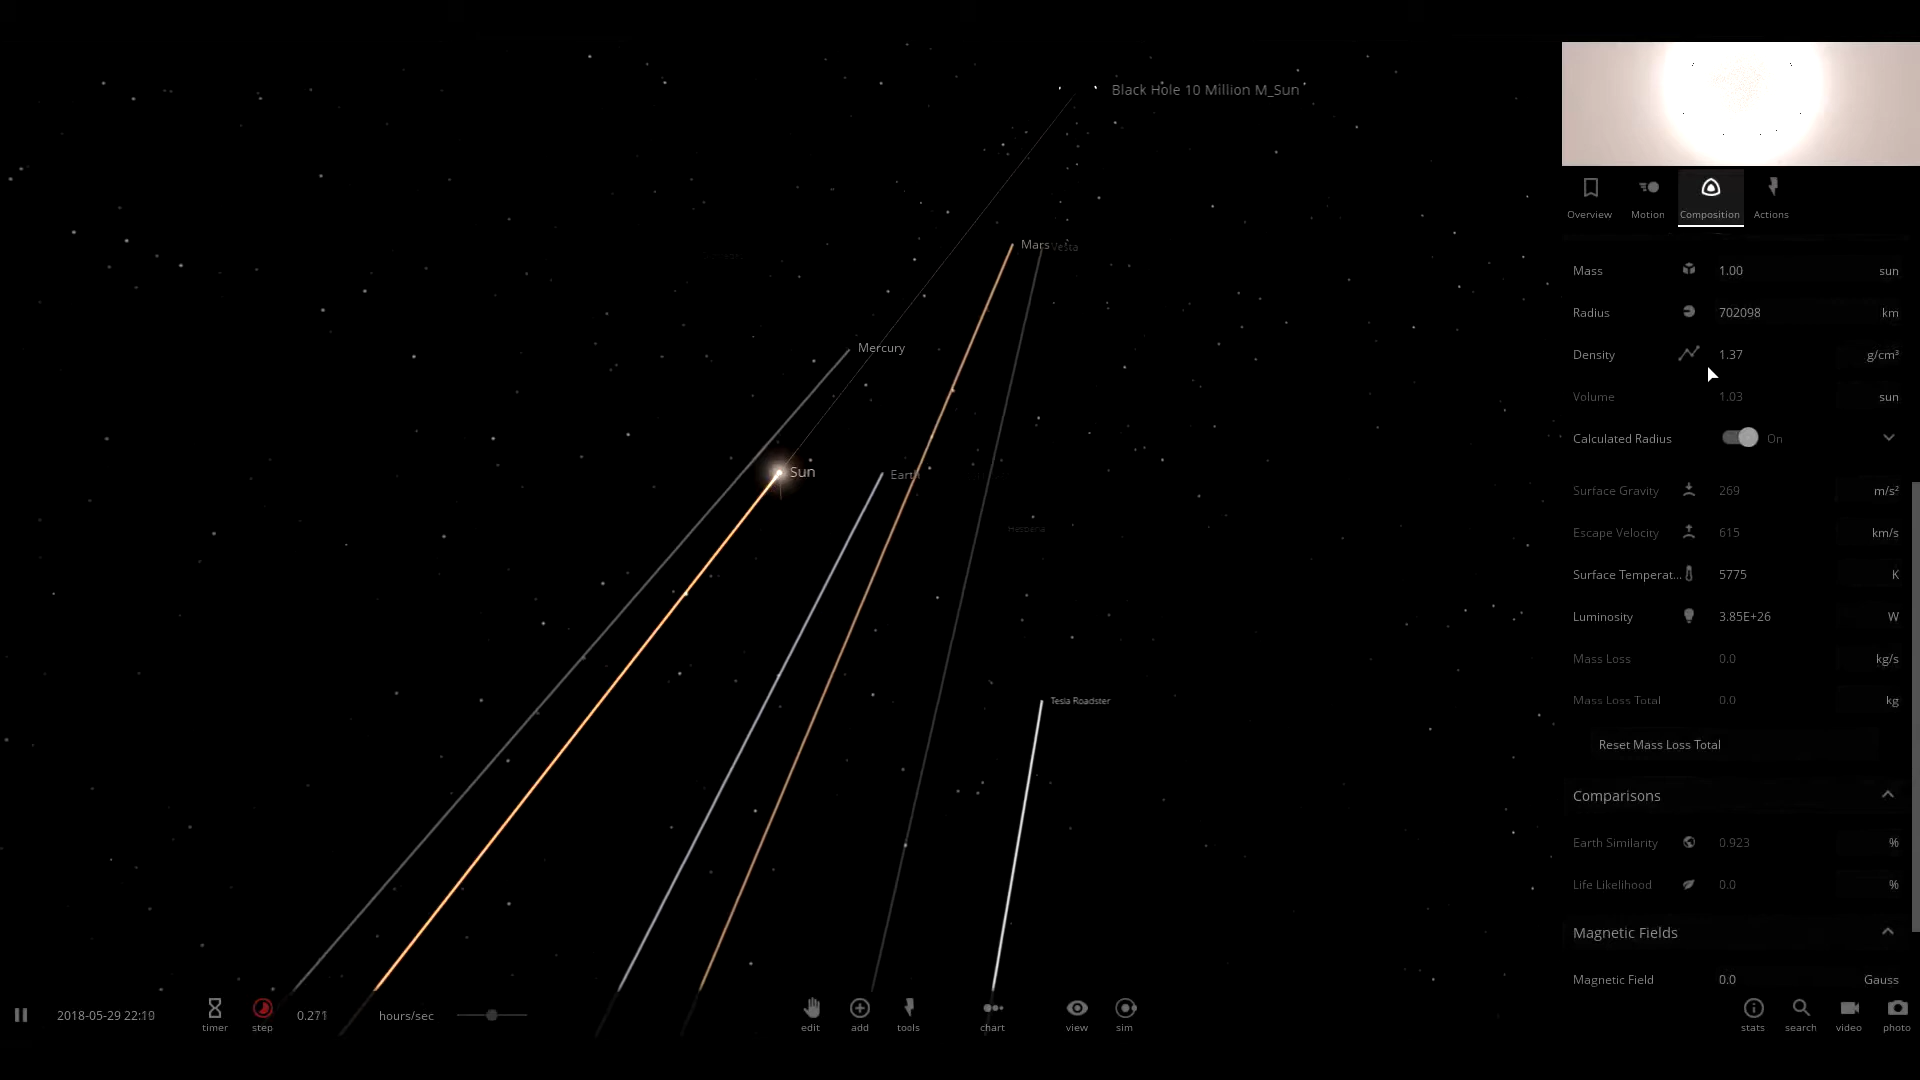 Black Hole 10 Million M_Sun
Mars
Vesta
Mercury
Sun
Earth
Hesperia
Tesla Roadster
Overview Motion Composition Actions
Mass 1.00 sun
Radius 702098 km
Density 1.37 g/cm³
Volume 1.03 sun
Calculated Radius On
Surface Gravity 269 m/s²
Escape Velocity 615 km/s
Surface Temperat... 5775 K
Luminosity 3.85E+26 W
Mass Loss 0.0 kg/s
Mass Loss Total 0.0 kg
Reset Mass Loss Total
Comparisons
Earth Similarity 0.923 %
Life Likelihood 0.0 %
Magnetic Fields
Magnetic Field 0.0 Gauss
2018-05-29 22:19 timer step 0.271 hours/sec edit add tools chart view sim stats search video photo